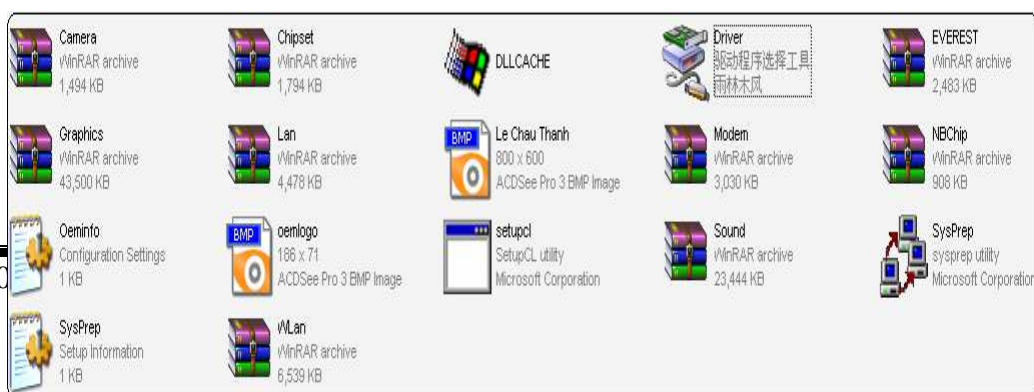 Camera
WinRAR archive
1,494 KB
Chipset
WinRAR archive
1,794 KB
DLLCACHE
Driver
驱动程序选择工具
雨林木风
EVEREST
WinRAR archive
2,483 KB
Graphics
WinRAR archive
43,500 KB
Lan
WinRAR archive
4,478 KB
BMP
Le Chau Thanh
800 x 600
ACDSee Pro 3 BMP Image
Modem
WinRAR archive
3,030 KB
NBChip
WinRAR archive
908 KB
Oeminfo
Configuration Settings
1 KB
BMP
oemlogo
186 x 71
ACDSee Pro 3 BMP Image
setupcl
SetupCL utility
Microsoft Corporation
Sound
WinRAR archive
23,444 KB
SysPrep
sysprep utility
Microsoft Corporation
SysPrep
Setup Information
1 KB
WLan
WinRAR archive
6,539 KB